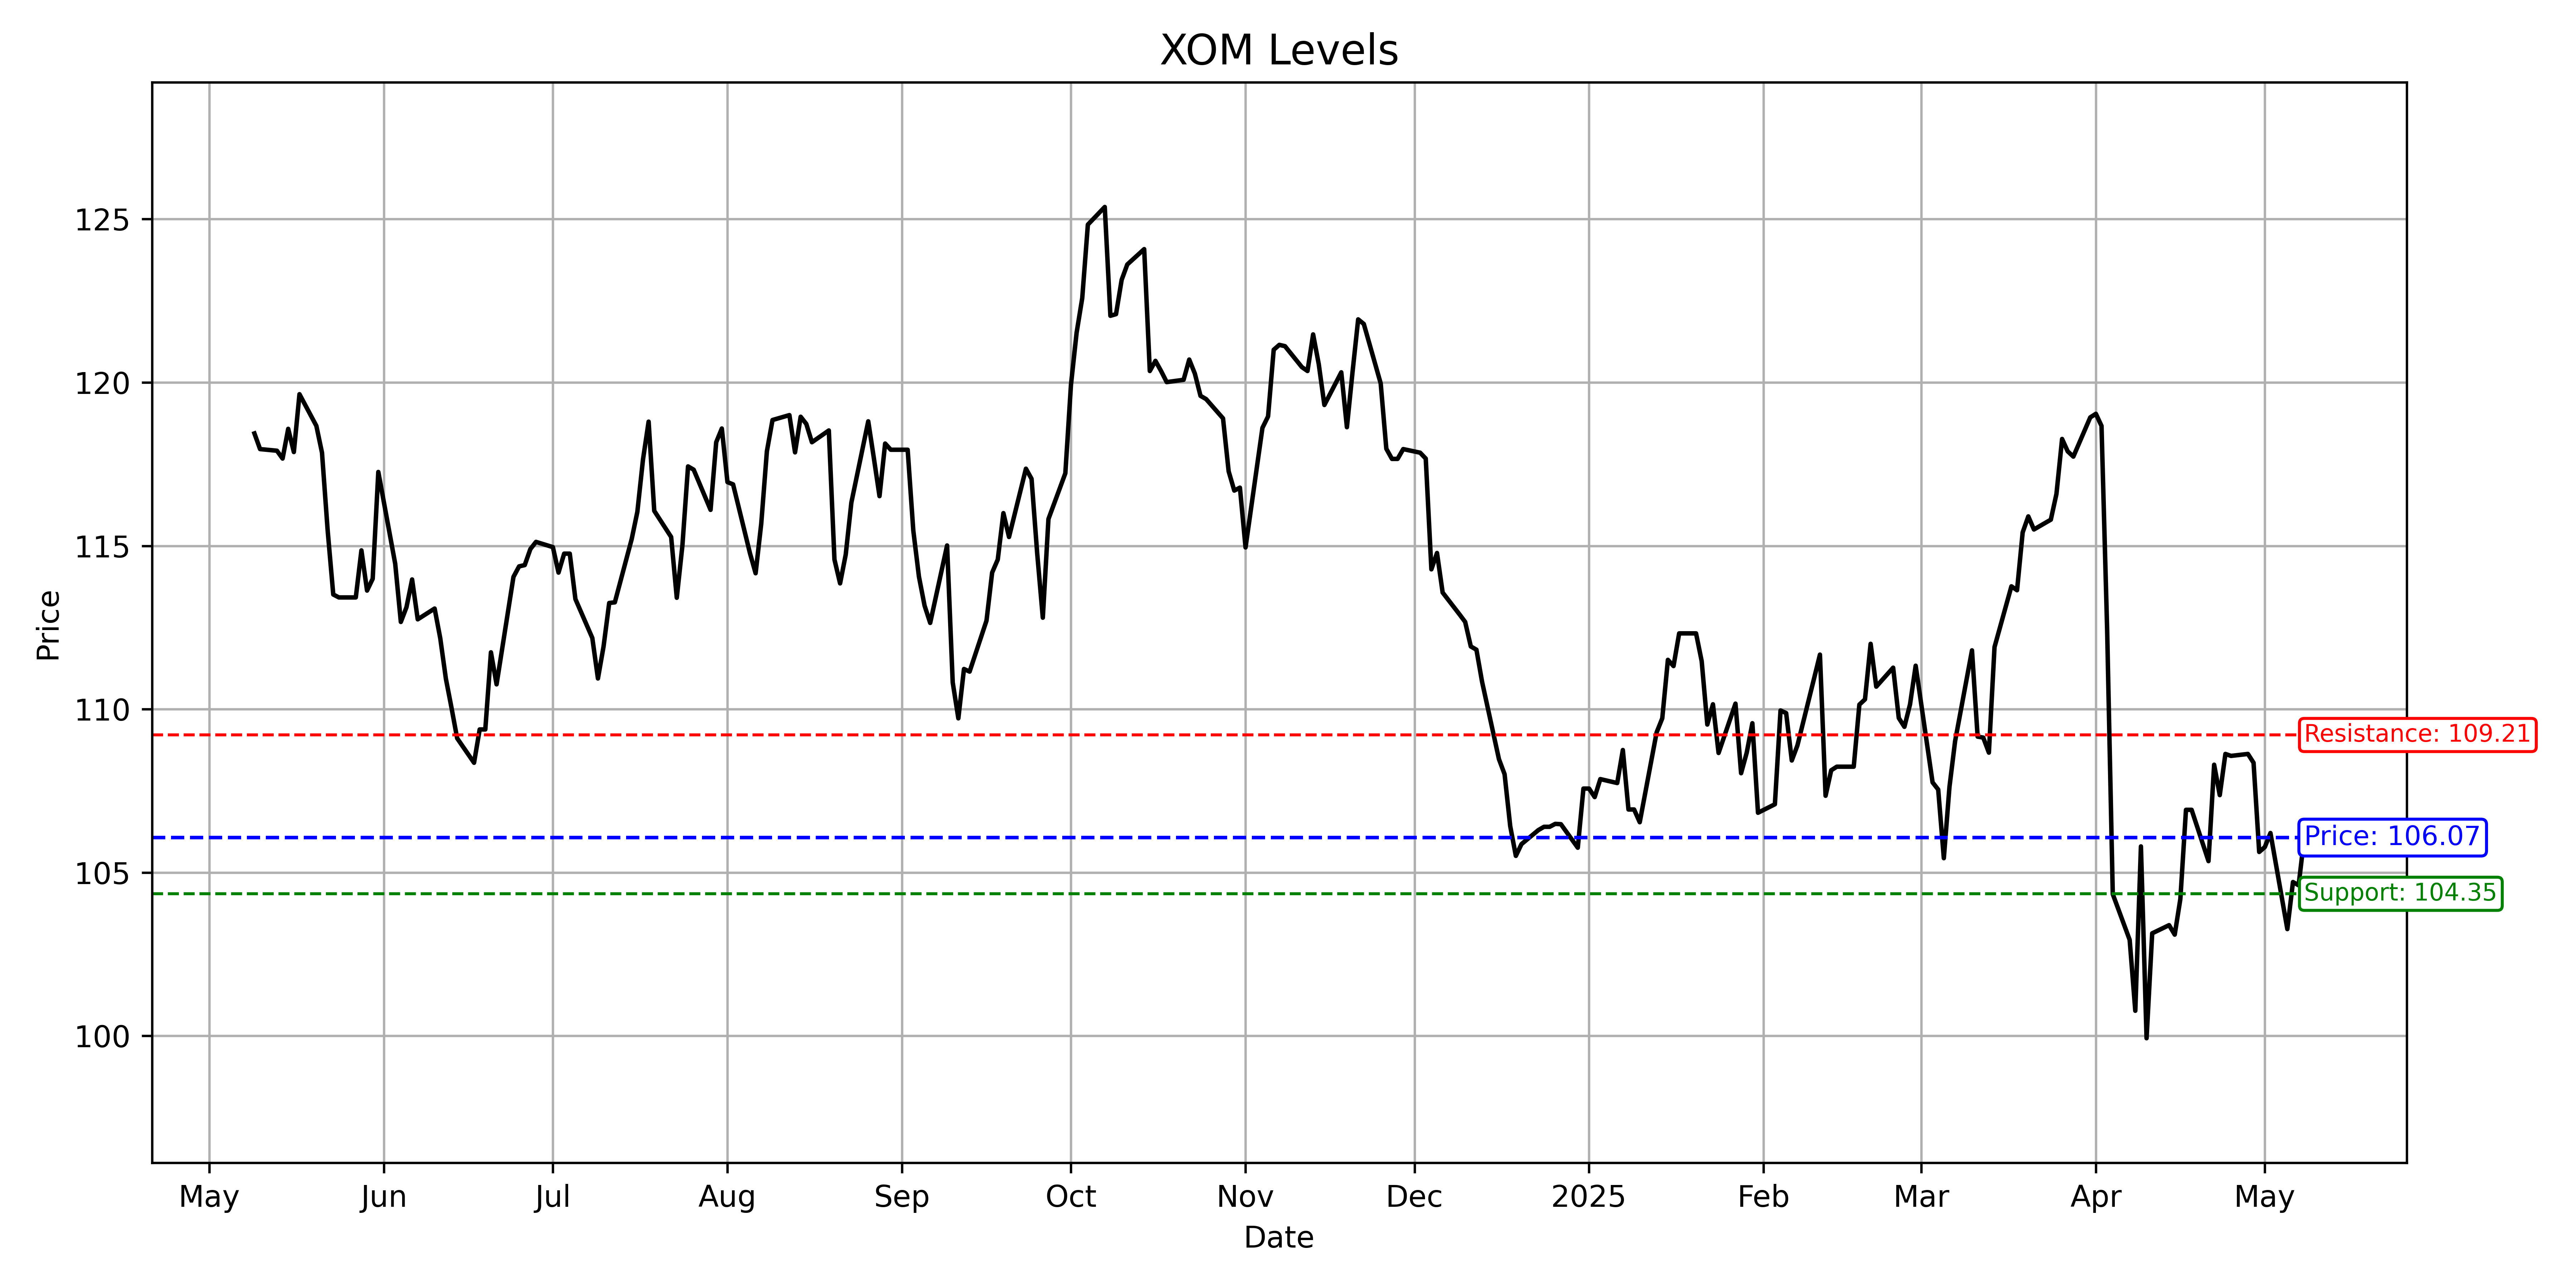 XOM Levels
125
120
115
110
105
100
Price
Resistance: 109.21
Price: 106.07
Support: 104.35
May Jun Jul Aug Sep Oct Nov Dec 2025 Feb Mar Apr May
Date